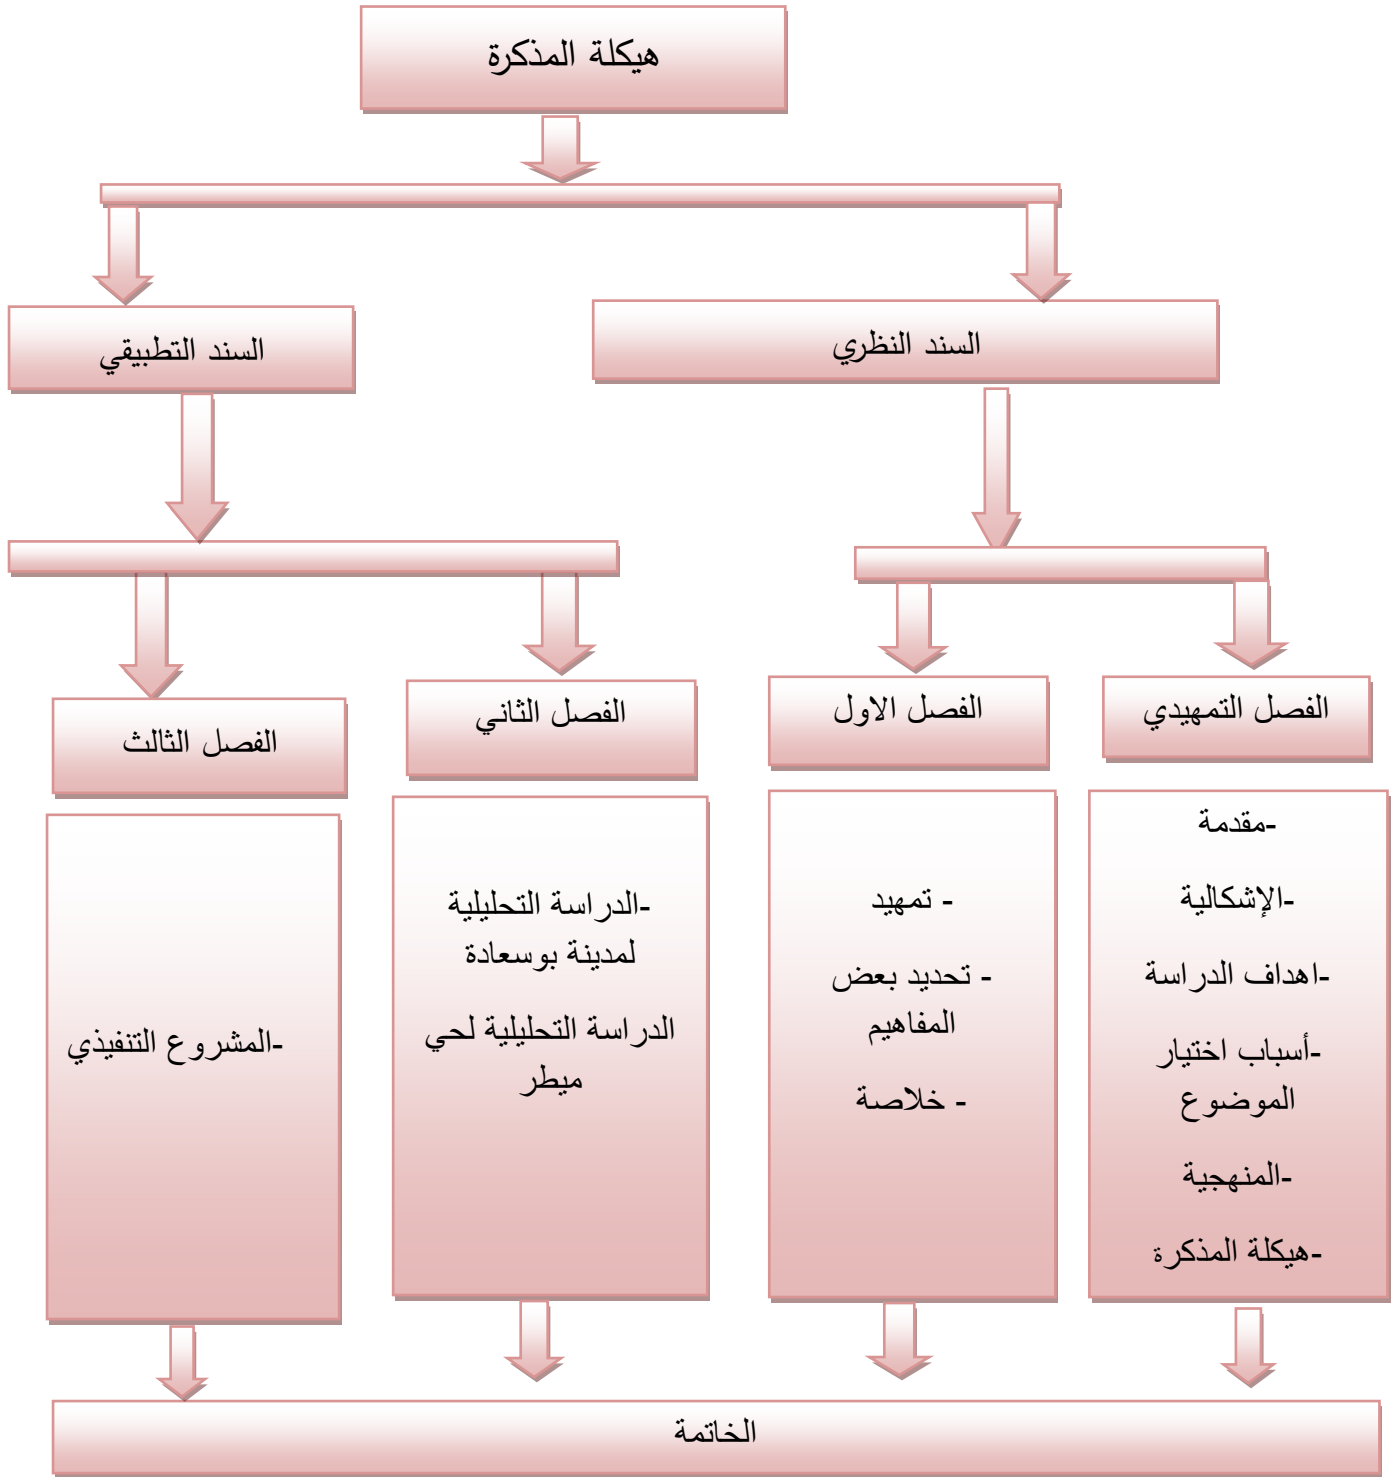 هيكلة المذكرة
السند النظري
السند التطبيقي
الفصل التمهيدي
-مقدمة
-الإشكالية
-اهداف الدراسة
-أسباب اختيار
الموضوع
-المنهجية
-هيكلة المذكرة
الفصل الاول
- تمهيد
- تحديد بعض
المفاهيم
- خلاصة
الفصل الثاني
-الدراسة التحليلية
لمدينة بوسعادة
الدراسة التحليلية لحي
ميطر
الفصل الثالث
-المشروع التنفيذي
الخاتمة